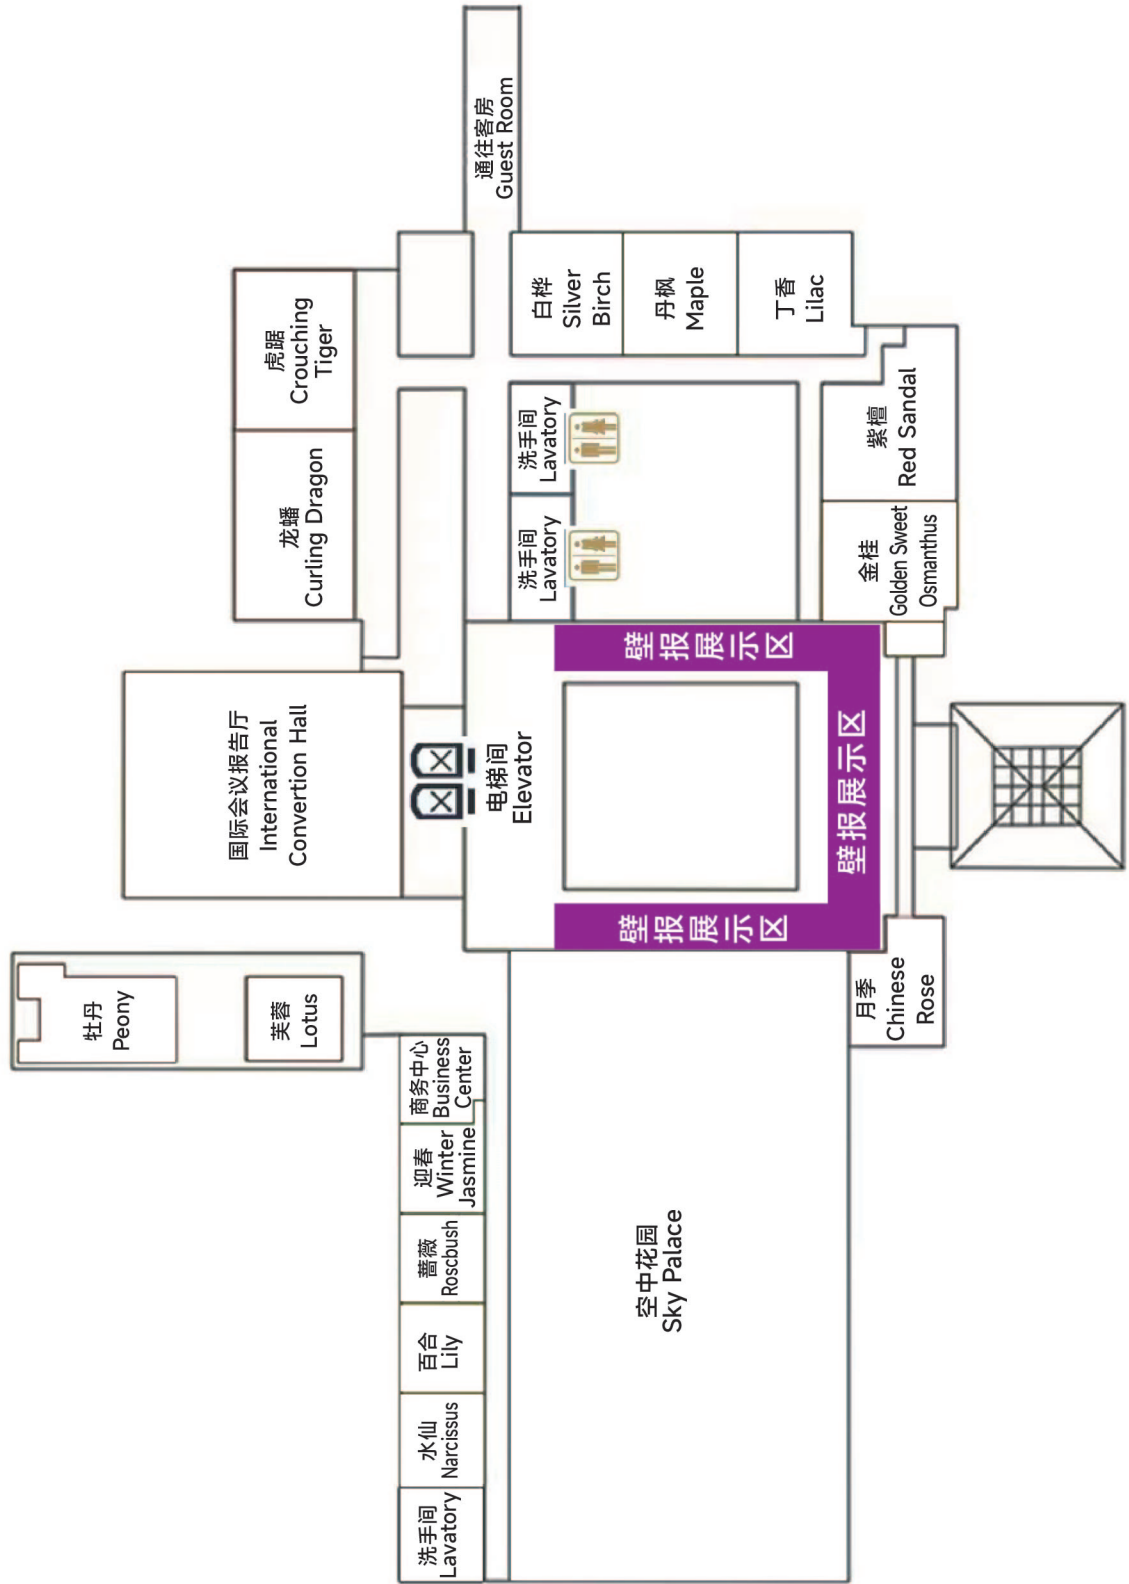 牡丹
Peony
芙蓉
Lotus
国际会议报告厅
International
Convertion Hall
龙蟠
Curling Dragon
虎踞
Crouching
Tiger
通往客房
Guest Room
洗手间
Lavatory
水仙
Narcissus
百合
Lily
蔷薇
Roscbush
迎春
Winter
Jasmine
商务中心
Business
Center
电梯间
Elevator
洗手间
Lavatory
洗手间
Lavatory
白桦
Silver
Birch
丹枫
Maple
丁香
Lilac
空中花园
Sky Palace
壁报展示区
壁报展示区
壁报展示区
月季
Chinese
Rose
金桂
Golden Sweet
Osmanthus
紫檀
Red Sandal